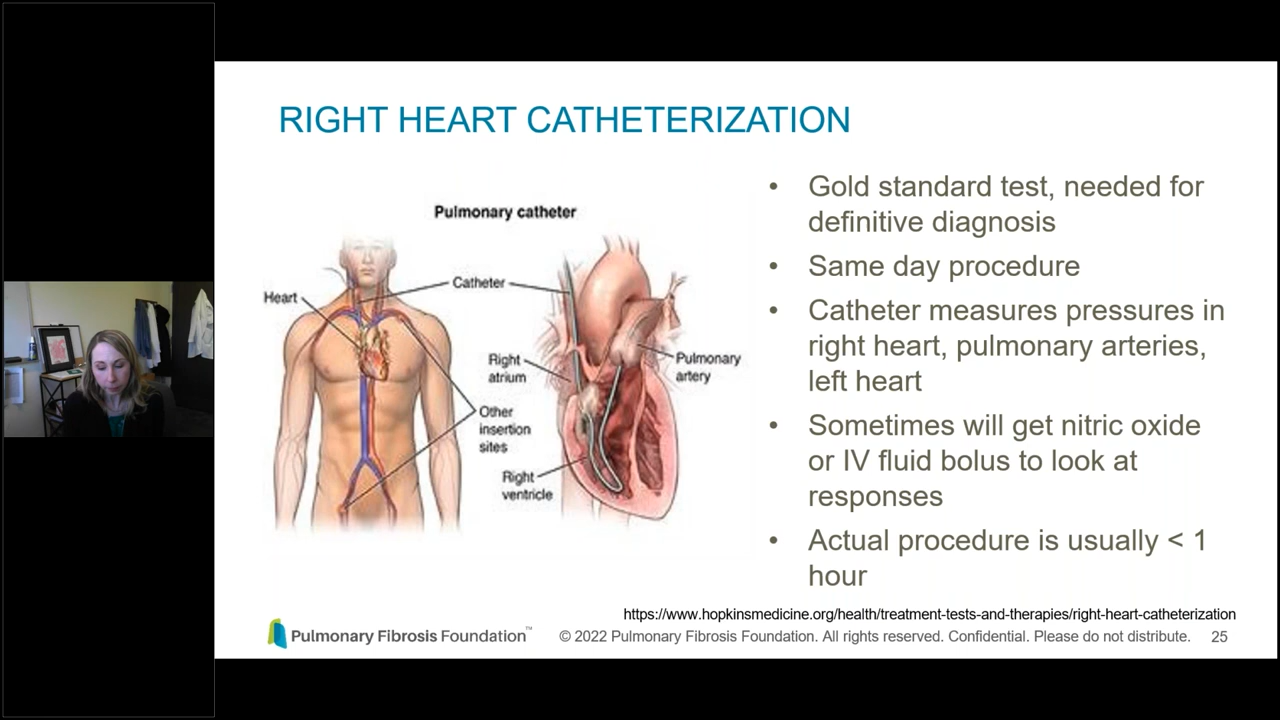 RIGHT HEART CATHETERIZATION
Pulmonary catheter
Heart
Catheter
Right
atrium
Pulmonary
artery
Other
insertion
sites
Right
ventricle
• Gold standard test, needed for
definitive diagnosis
• Same day procedure
• Catheter measures pressures in
right heart, pulmonary arteries,
left heart
• Sometimes will get nitric oxide
or IV fluid bolus to look at
responses
• Actual procedure is usually < 1
hour
https://www.hopkinsmedicine.org/health/treatment-tests-and-therapies/right-heart-catheterization
Pulmonary Fibrosis Foundation™
© 2022 Pulmonary Fibrosis Foundation. All rights reserved. Confidential. Please do not distribute. 25